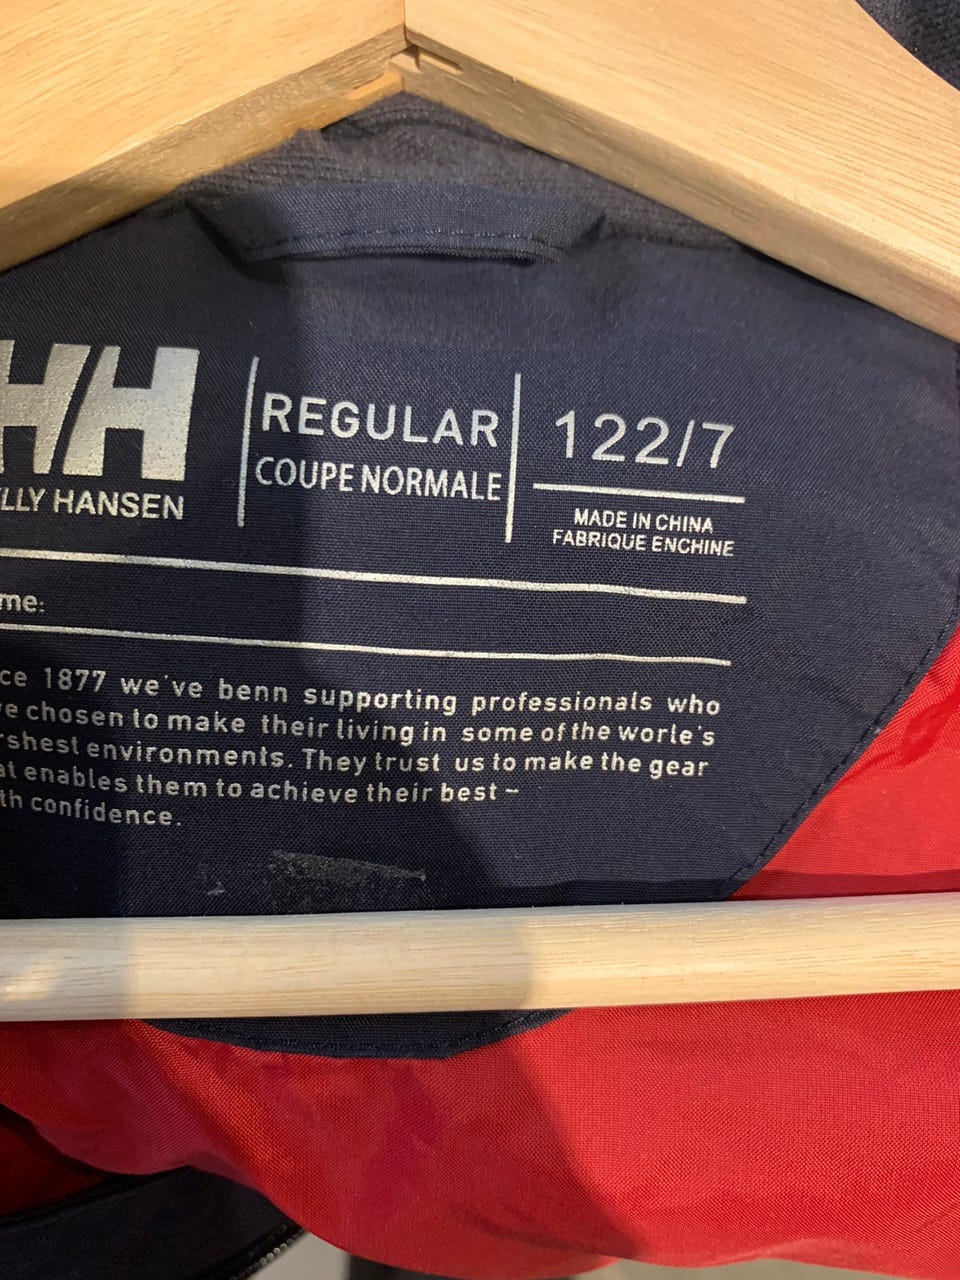 HH
LLY HANSEN
REGULAR
COUPE NORMALE
122/7
MADE IN CHINA
FABRIQUE ENCHINE
me:
ce 1877 we've benn supporting professionals who
ve chosen to make their living in some of the worle's
rshest environments. They trust us to make the gear
at enables them to achieve their best -
th confidence.